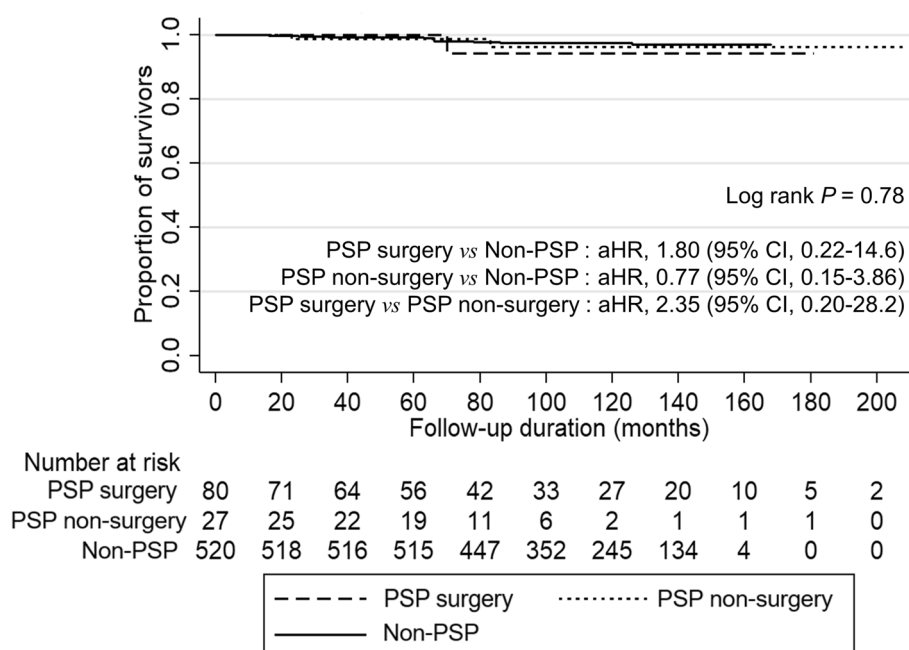 Proportion of survivors
1.0
0.8
0.6
0.4
0.2
0.0
Log rank P = 0.78
PSP surgery vs Non-PSP : aHR, 1.80 (95% CI, 0.22-14.6)
PSP non-surgery vs Non-PSP : aHR, 0.77 (95% CI, 0.15-3.86)
PSP surgery vs PSP non-surgery : aHR, 2.35 (95% CI, 0.20-28.2)
0 20 40 60 80 100 120 140 160 180 200
Follow-up duration (months)
Number at risk
PSP surgery 80 71 64 56 42 33 27 20 10 5 2
PSP non-surgery 27 25 22 19 11 6 2 1 1 1 0
Non-PSP 520 518 516 515 447 352 245 134 4 0 0
PSP surgery PSP non-surgery
Non-PSP